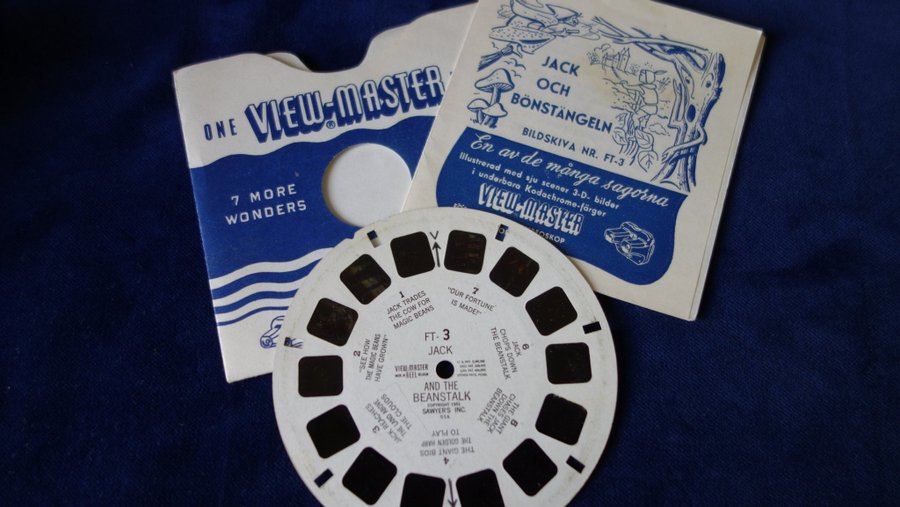 ONE VIEW-MASTER®
7 MORE
WONDERS
JACK
OCH
BÖNSTÄNGELN
BILDSKIVA NR. FT-3
En av de många sagorna
Illustrerad med sju scener 3-D. bilder
i underbara Kodachrome-färger
VIEW-MASTER
V
1
JACK TRADES
THE COW FOR
MAGIC BEANS
7
"OUR FORTUNE
IS MADE!"
2
"SEE HOW
THE MAGIC BEANS
HAVE GROWN"
6
JACK
CHOPS DOWN
THE BEANSTALK
FT- 3
JACK
VIEW-MASTER
REEL
AND THE
BEANSTALK
COPYRIGHT 1951
SAWYER'S INC.
U.S.A.
3
JACK REACHES
THE LAND ABOVE
THE CLOUDS
THE GIANT
CHASES JACK
DOWN THE
BEANSTALK
4
THE GIANT BIDS
THE GOLDEN HARP
TO PLAY